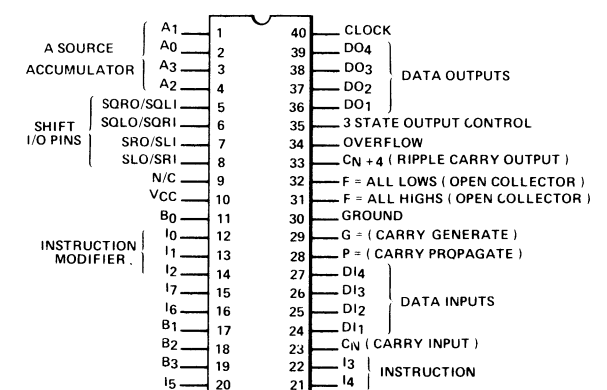 A1 1 40 CLOCK
A SOURCE A0 2 39 DO4
ACCUMULATOR A3 3 38 DO3 DATA OUTPUTS
A2 4 37 DO2
SQRO/SQLI 5 36 DO1
SHIFT I/O PINS SQLO/SQRI 6 35 3 STATE OUTPUT CONTROL
SRO/SLI 7 34 OVERFLOW
SLO/SRI 8 33 CN +4 ( RIPPLE CARRY OUTPUT )
N/C 9 32 F = ALL LOWS ( OPEN COLLECTOR )
VCC 10 31 F = ALL HIGHS ( OPEN COLLECTOR )
B0 11 30 GROUND
INSTRUCTION MODIFIER. I0 12 29 G = ( CARRY GENERATE )
I1 13 28 P = ( CARRY PROPAGATE )
I2 14 27 DI4
I7 15 26 DI3 DATA INPUTS
I6 16 25 DI2
B1 17 24 DI1
B2 18 23 CN ( CARRY INPUT )
B3 19 22 I3 INSTRUCTION
I5 20 21 I4